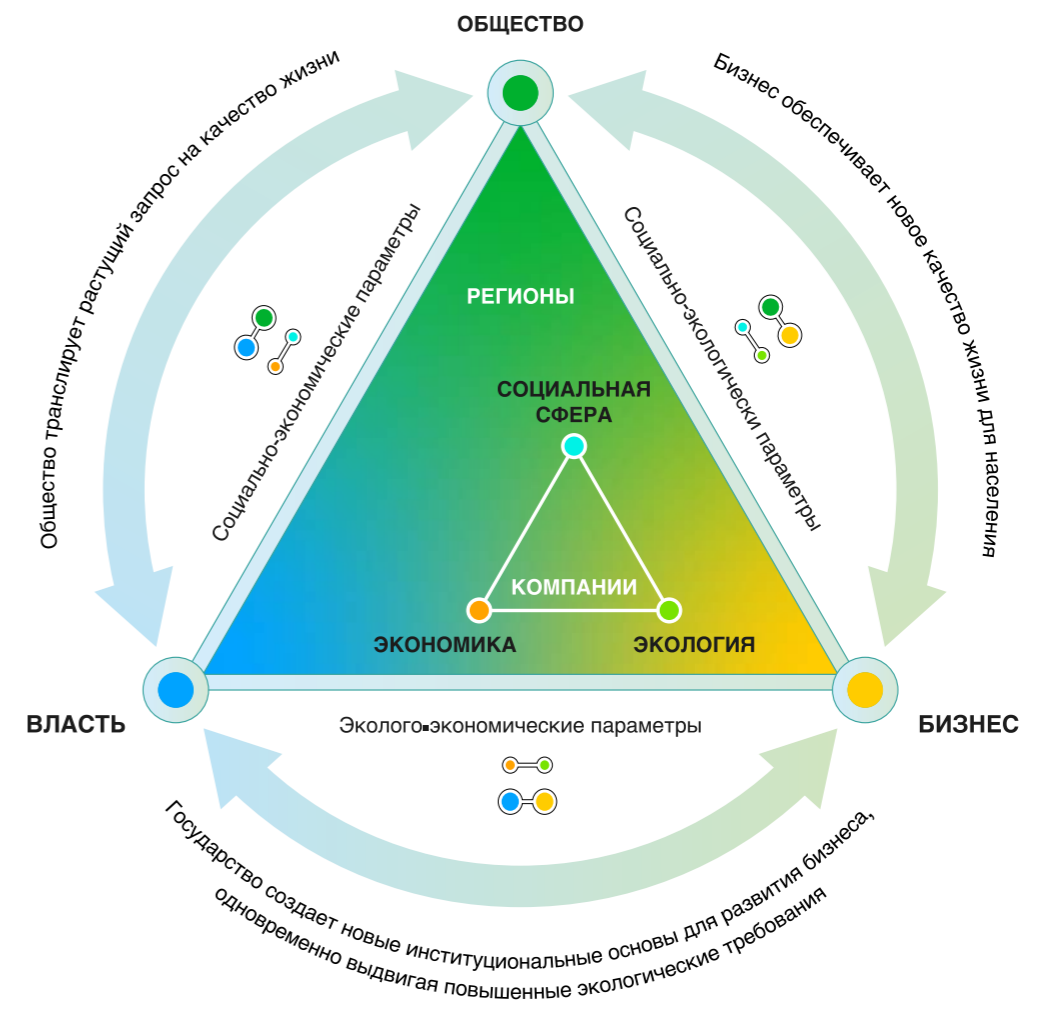 ОБЩЕСТВО
Общество транслирует растущий запрос на качество жизни
Бизнес обеспечивает новое качество жизни для населения
Социально-экономические параметры
Социально-экологически параметры
РЕГИОНЫ
СОЦИАЛЬНАЯ
СФЕРА
КОМПАНИИ
ЭКОНОМИКА
ЭКОЛОГИЯ
ВЛАСТЬ
БИЗНЕС
Эколого-экономические параметры
Государство создает новые институциональные основы для развития бизнеса,
одновременно выдвигая повышенные экологические требования